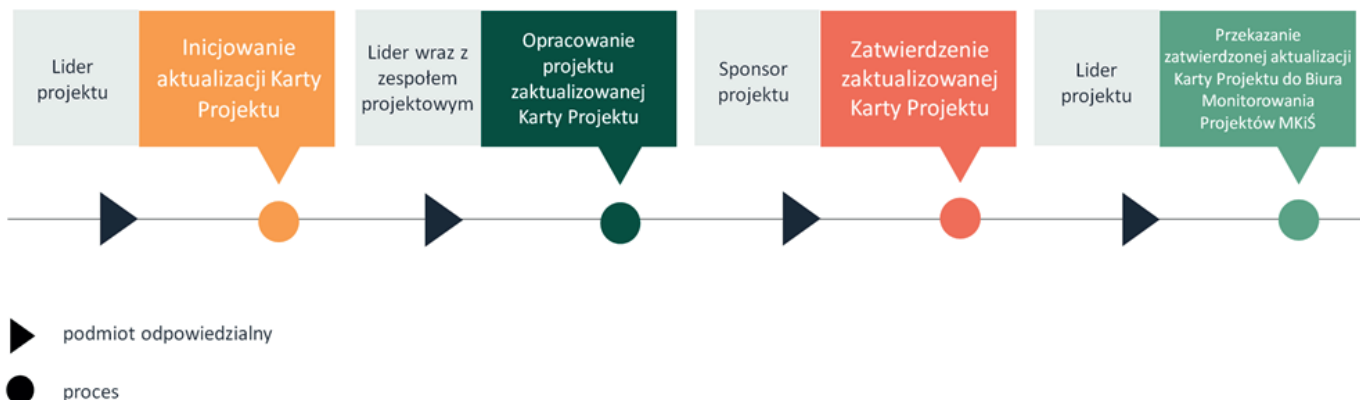 Lider
projektu
Inicjowanie
aktualizacji Karty
Projektu
Lider wraz z
zespołem
projektowym
Opracowanie
projektu
zaktualizowanej
Karty Projektu
Sponsor
projektu
Zatwierdzenie
zaktualizowanej
Karty Projektu
Lider
projektu
Przekazanie
zatwierdzonej aktualizacji
Karty Projektu do Biura
Monitorowania
Projektów MKiŚ
podmiot odpowiedzialny
proces